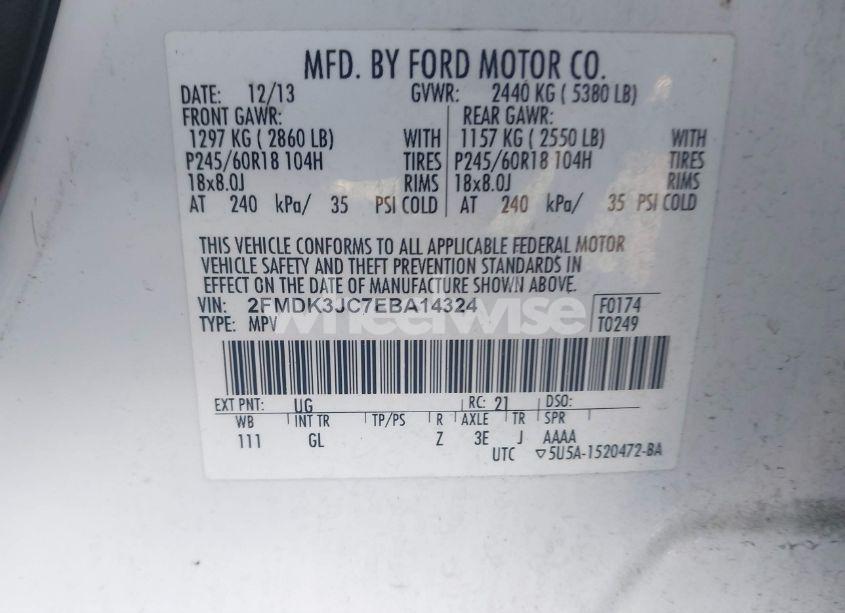 MFD. BY FORD MOTOR CO.
DATE: 12/13 GVWR: 2440 KG ( 5380 LB)
FRONT GAWR: REAR GAWR:
1297 KG ( 2860 LB) WITH 1157 KG ( 2550 LB) WITH
P245/60R18 104H TIRES P245/60R18 104H TIRES
18x8.0J RIMS 18x8.0J RIMS
AT 240 kPa/ 35 PSI COLD AT 240 kPa/ 35 PSI COLD
THIS VEHICLE CONFORMS TO ALL APPLICABLE FEDERAL MOTOR
VEHICLE SAFETY AND THEFT PREVENTION STANDARDS IN
EFFECT ON THE DATE OF MANUFACTURE SHOWN ABOVE.
VIN: 2FMDK3JC7EBA14324 F0174
TYPE: MPV T0249
wheelwise
EXT PNT: UG RC: 21 DSO:
WB INT TR TP/PS R AXLE TR SPR
111 GL Z 3E J AAAA
UTC ▽5U5A-1520472-BA